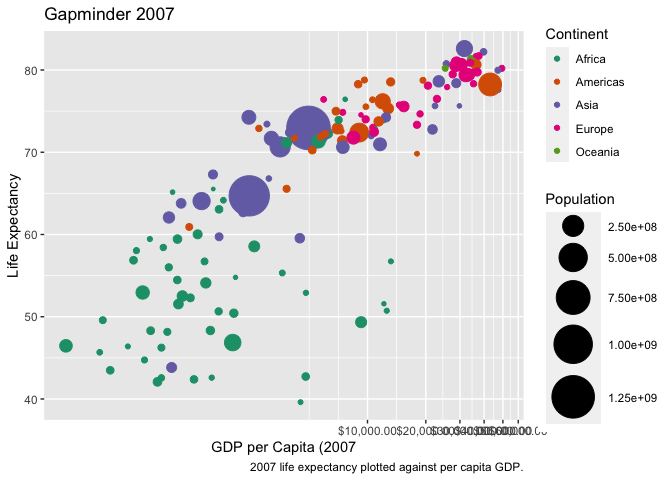 Gapminder 2007
Life Expectancy
80
70
60
50
40
$10,000.00
GDP per Capita (2007
2007 life expectancy plotted against per capita GDP.
Continent
Africa
Americas
Asia
Europe
Oceania
Population
2.50e+08
5.00e+08
7.50e+08
1.00e+09
1.25e+09